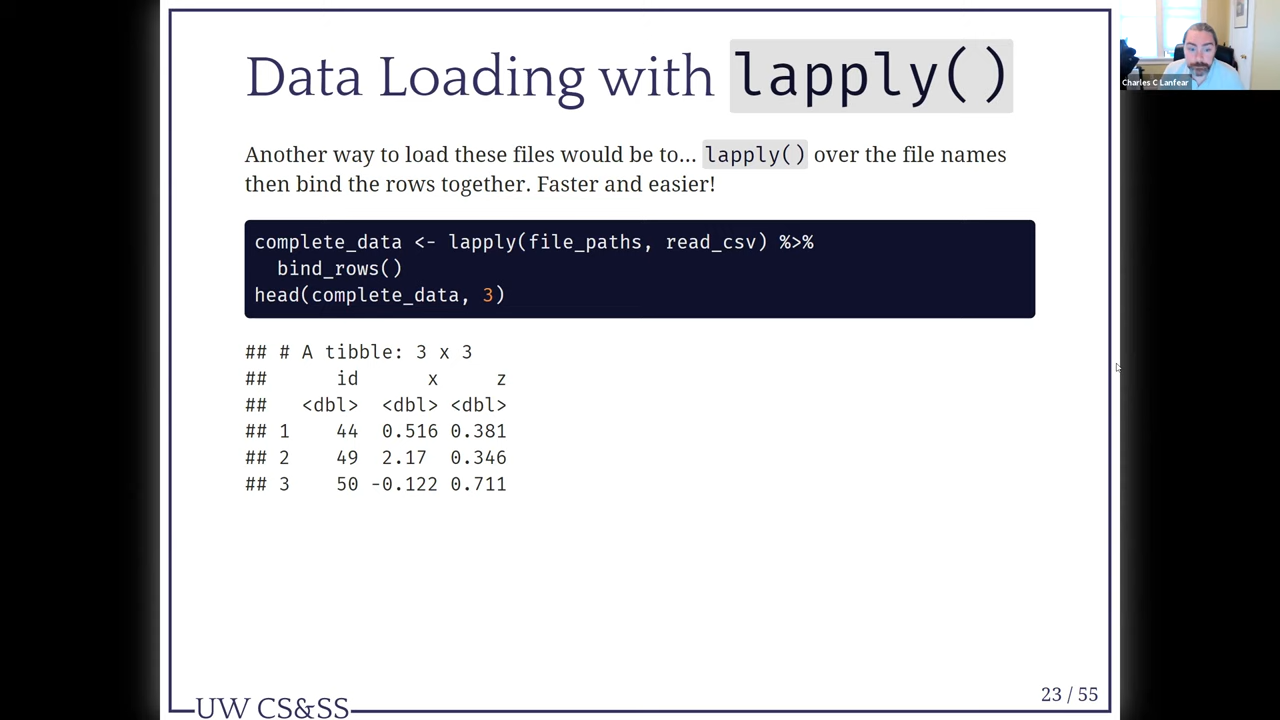 Data Loading with lapply()
Charles C Lanfear
Another way to load these files would be to... lapply() over the file names
then bind the rows together. Faster and easier!
complete_data <- lapply(file_paths, read_csv) %>%
  bind_rows()
head(complete_data, 3)
## # A tibble: 3 x 3
##      id      x     z
##   <dbl>  <dbl> <dbl>
## 1    44  0.516 0.381
## 2    49  2.17  0.346
## 3    50 -0.122 0.711
23 / 55
UW CS&SS